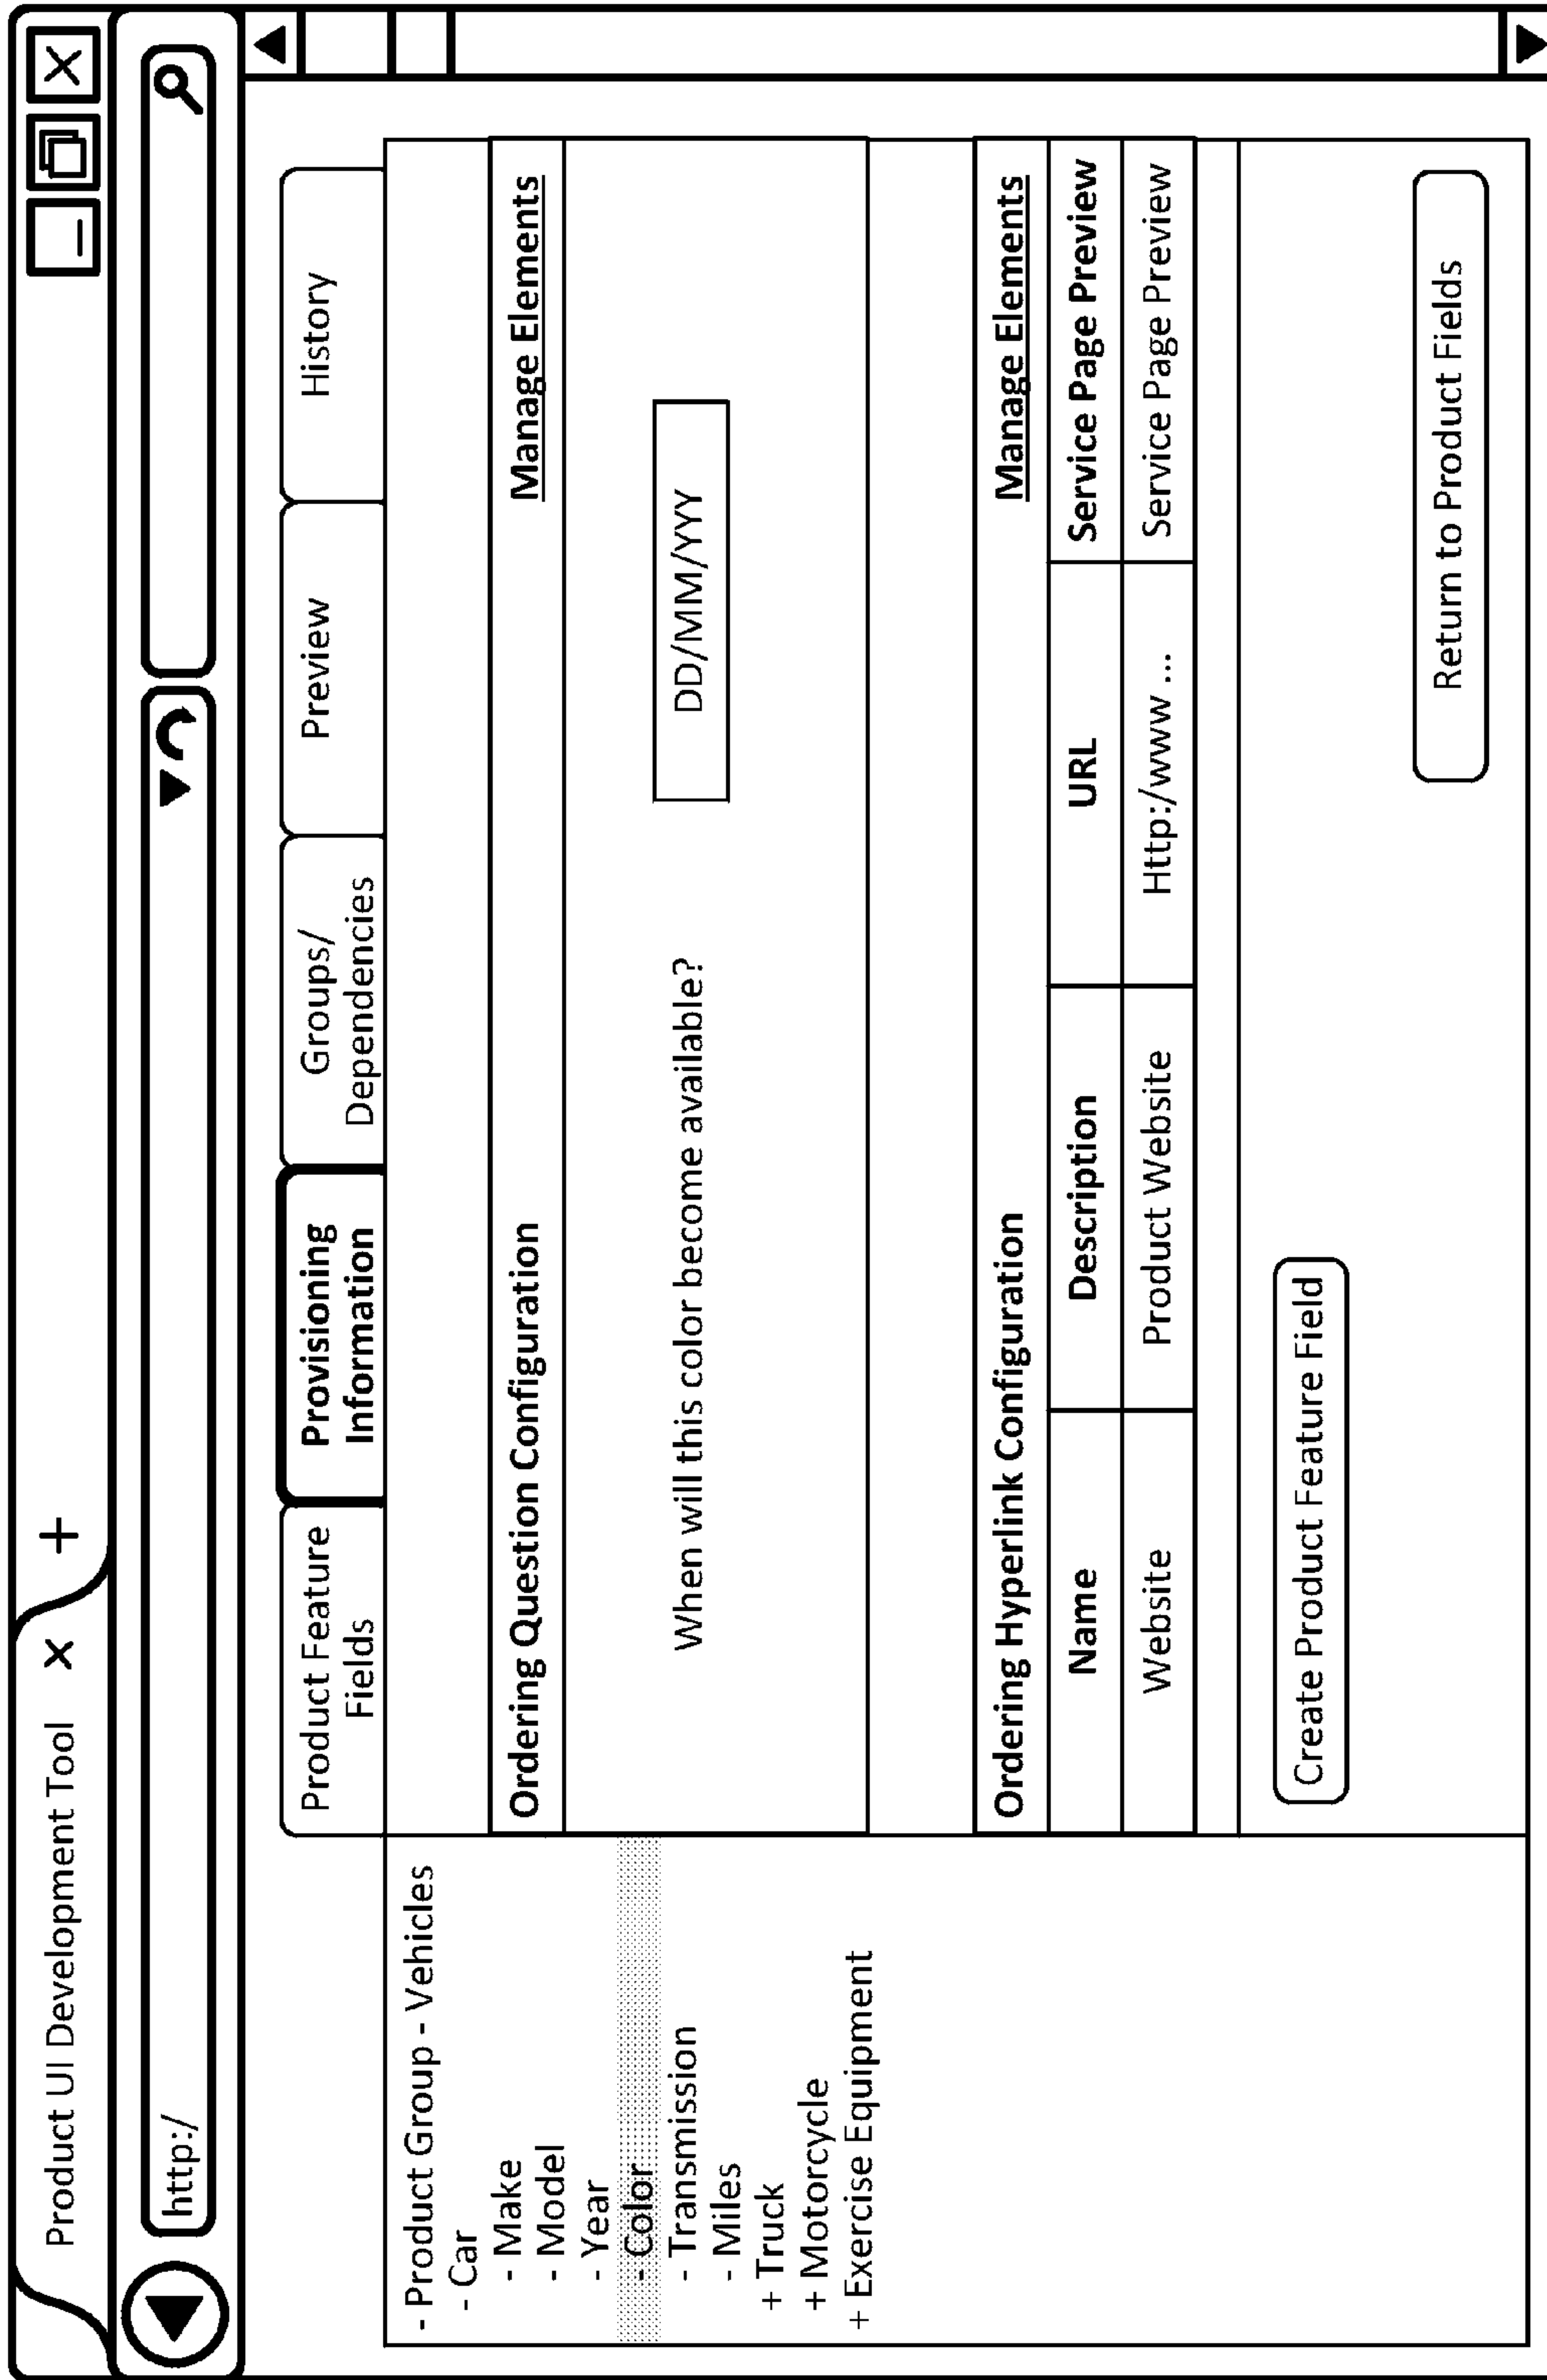 Product UI Development Tool X +
http:/
Product Feature
Fields
Provisioning
Information
Groups/
Dependencies
Preview
History
- Product Group - Vehicles
- Car
- Make
- Model
- Year
- Color
- Transmission
- Miles
+ Truck
+ Motorcycle
+ Exercise Equipment
Ordering Question Configuration Manage Elements
When will this color become available? DD/MM/YYY
Ordering Hyperlink Configuration Manage Elements
Name Description URL Service Page Preview
Website Product Website Http:/www ... Service Page Preview
Create Product Feature Field
Return to Product Fields